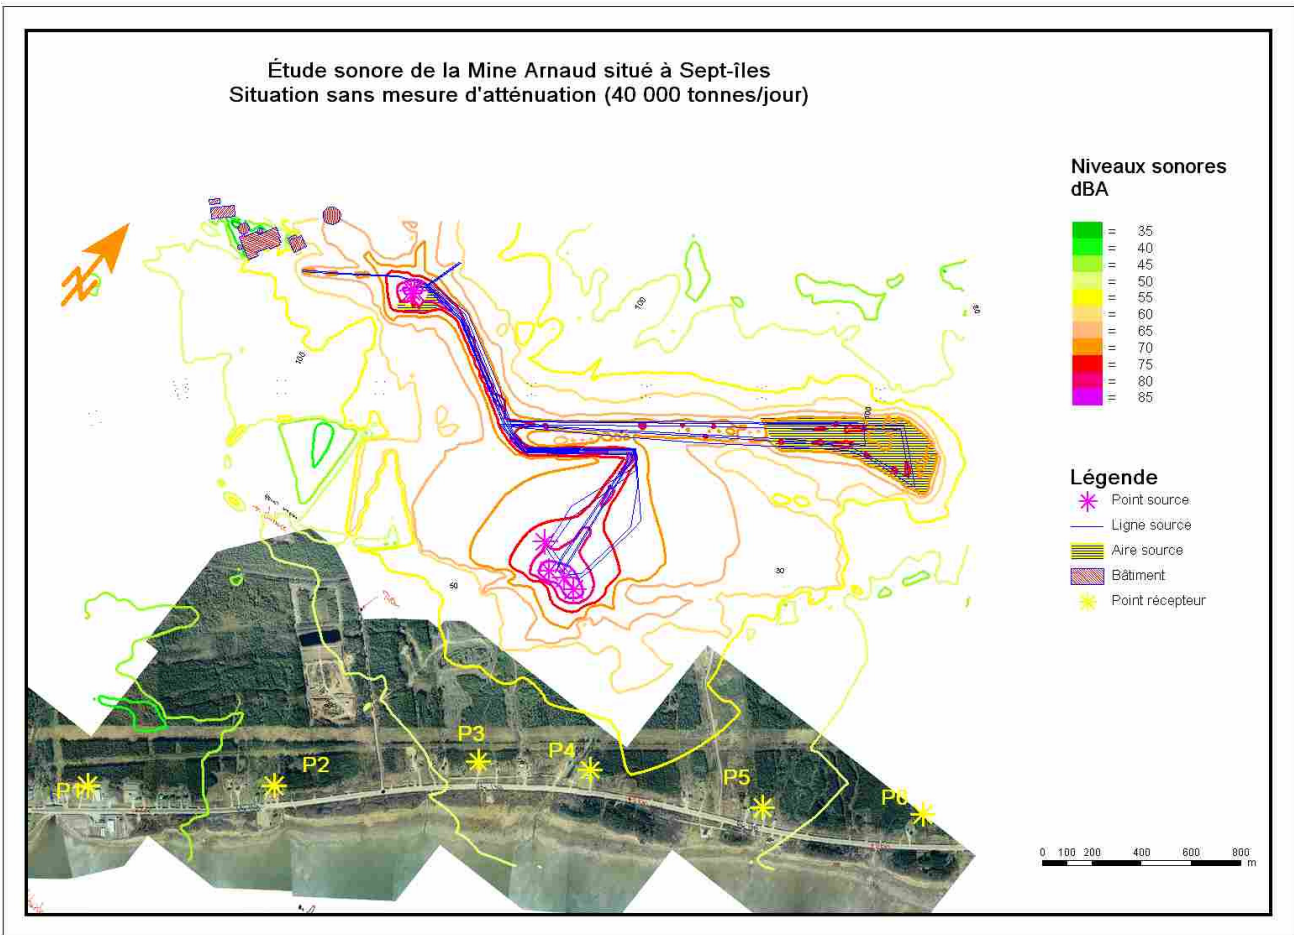 Étude sonore de la Mine Arnaud situé à Sept-îles
Situation sans mesure d'atténuation (40 000 tonnes/jour)
Niveaux sonores
dBA
= 35
= 40
= 45
= 50
= 55
= 60
= 65
= 70
= 75
= 80
= 85
Légende
Point source
Ligne source
Aire source
Bâtiment
Point récepteur
100
100
100
50
30
P1
P2
P3
P4
P5
P6
0 100 200 400 600 800
m